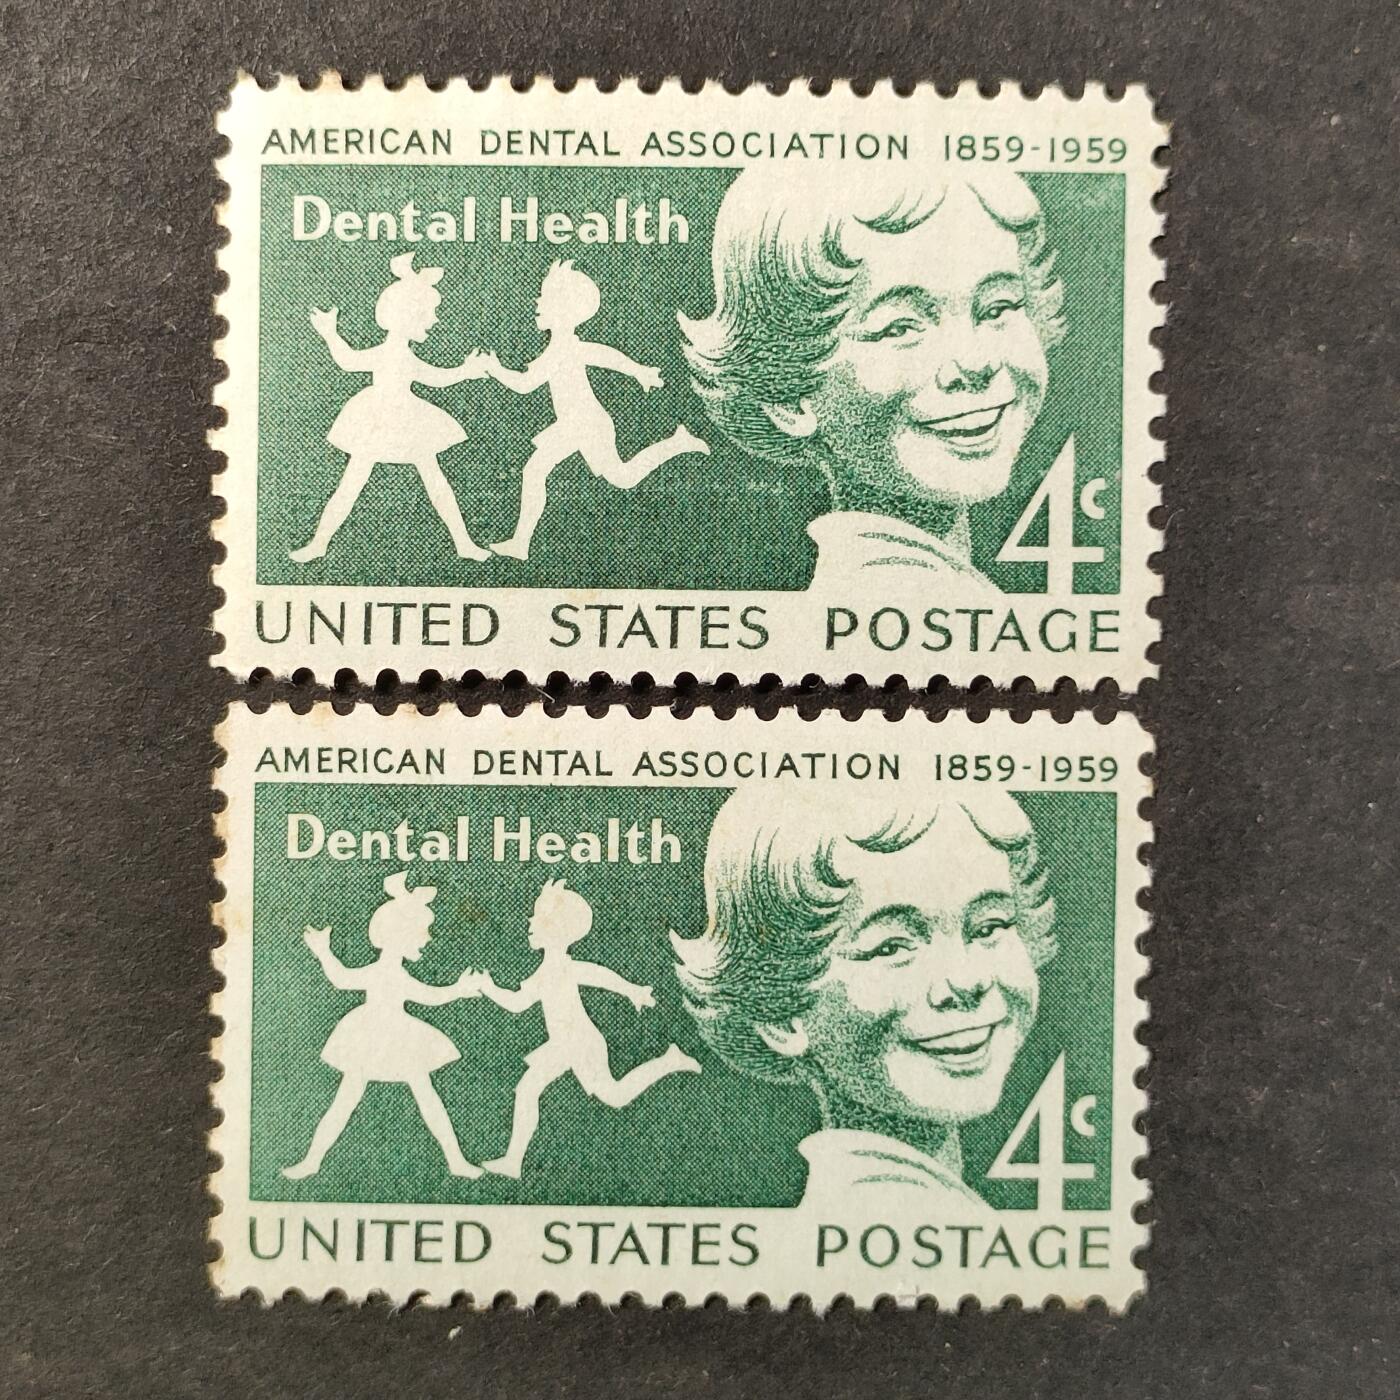 AMERICAN DENTAL ASSOCIATION 1859-1959
Dental Health
4c
UNITED STATES POSTAGE
AMERICAN DENTAL ASSOCIATION 1859-1959
Dental Health
4c
UNITED STATES POSTAGE